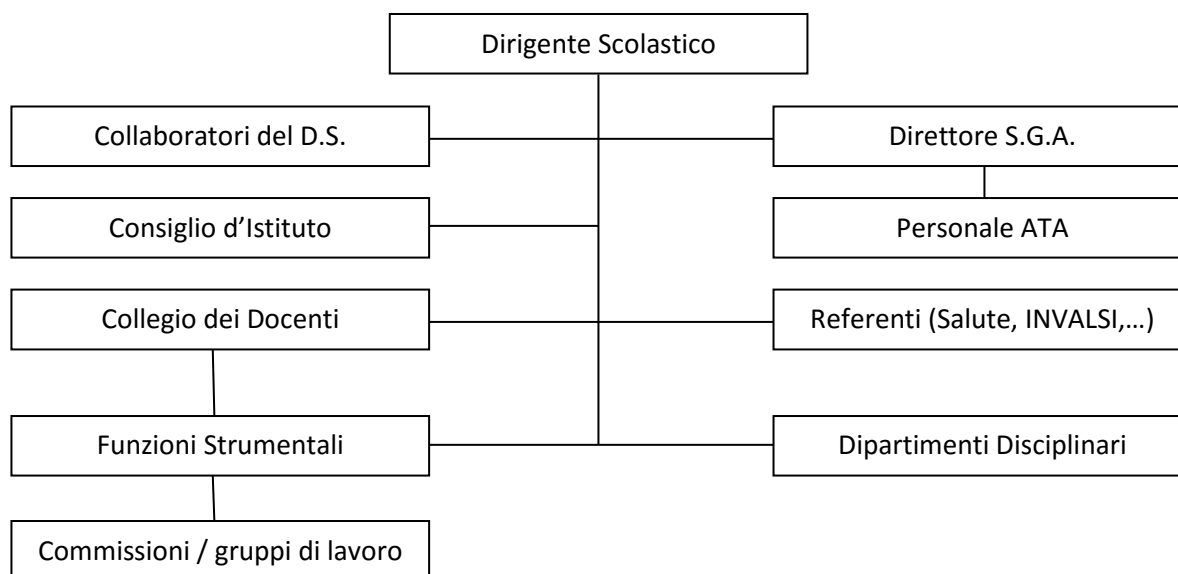 Dirigente Scolastico
Collaboratori del D.S.
Direttore S.G.A.
Consiglio d’Istituto
Personale ATA
Collegio dei Docenti
Referenti (Salute, INVALSI,…)
Funzioni Strumentali
Dipartimenti Disciplinari
Commissioni / gruppi di lavoro